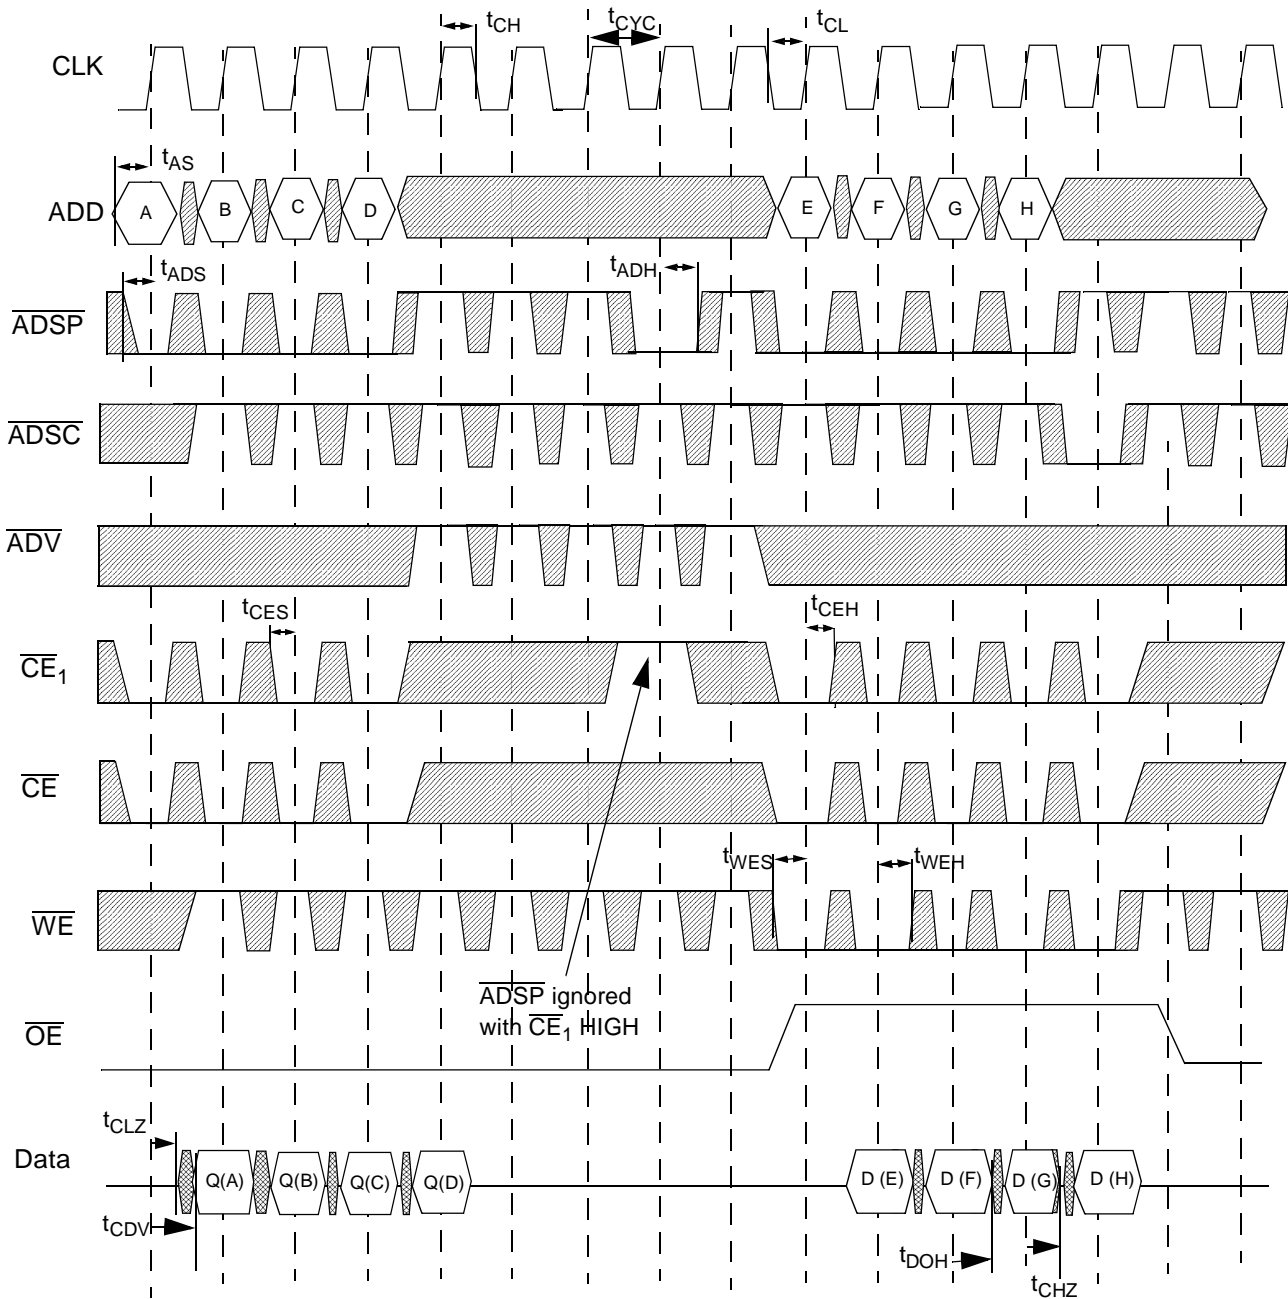 tCH
tCYC
tCL
CLK
tAS
ADD
A
B
C
D
E
F
G
H
tADS
tADH
ADSP
ADSC
ADV
tCES
tCEH
CE1
CE
tWES
tWEH
WE
ADSP ignored
with CE1 HIGH
OE
tCLZ
Data
Q(A)
Q(B)
Q(C)
Q(D)
D (E)
D (F)
D (G)
D (H)
tCDV
tDOH
tCHZ